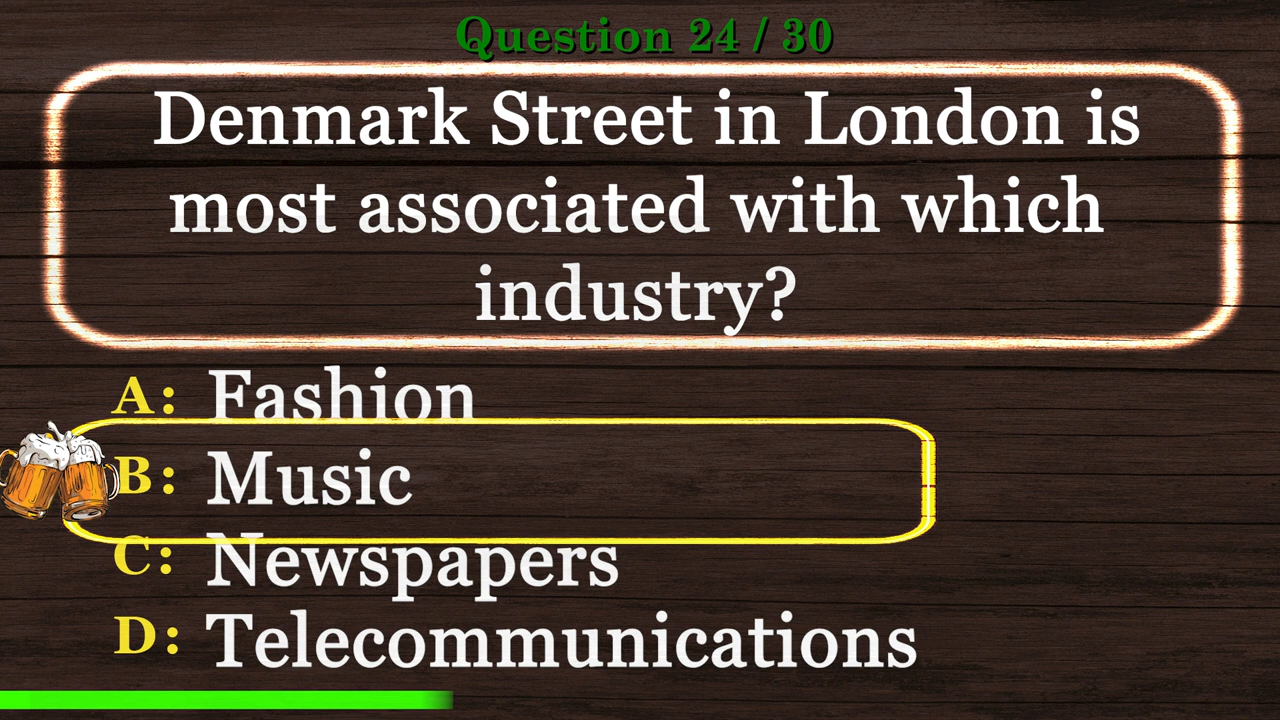 Question 24 / 30
Denmark Street in London is
most associated with which
industry?
A: Fashion
B: Music
C: Newspapers
D: Telecommunications